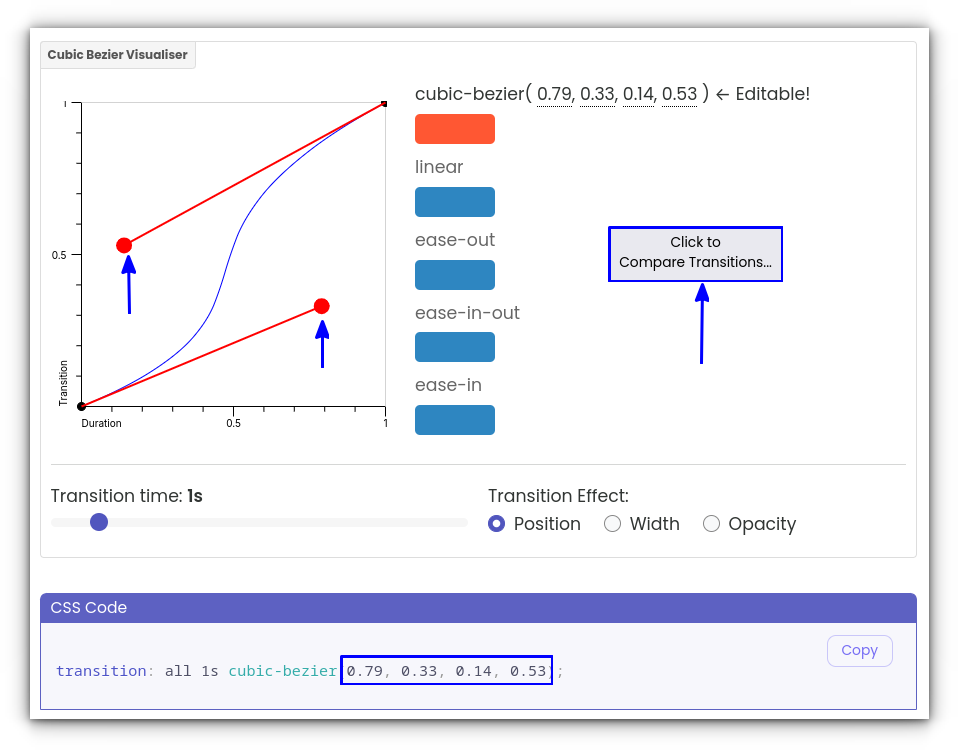 Cubic Bezier Visualiser
cubic-bezier( 0.79, 0.33, 0.14, 0.53 ) ← Editable!
1
linear
ease-out
0.5
Click to
Compare Transitions...
ease-in-out
ease-in
Transition
Duration
0.5
1
Transition time: 1s
Transition Effect:
Position
Width
Opacity
CSS Code
Copy
transition: all 1s cubic-bezier(0.79, 0.33, 0.14, 0.53);